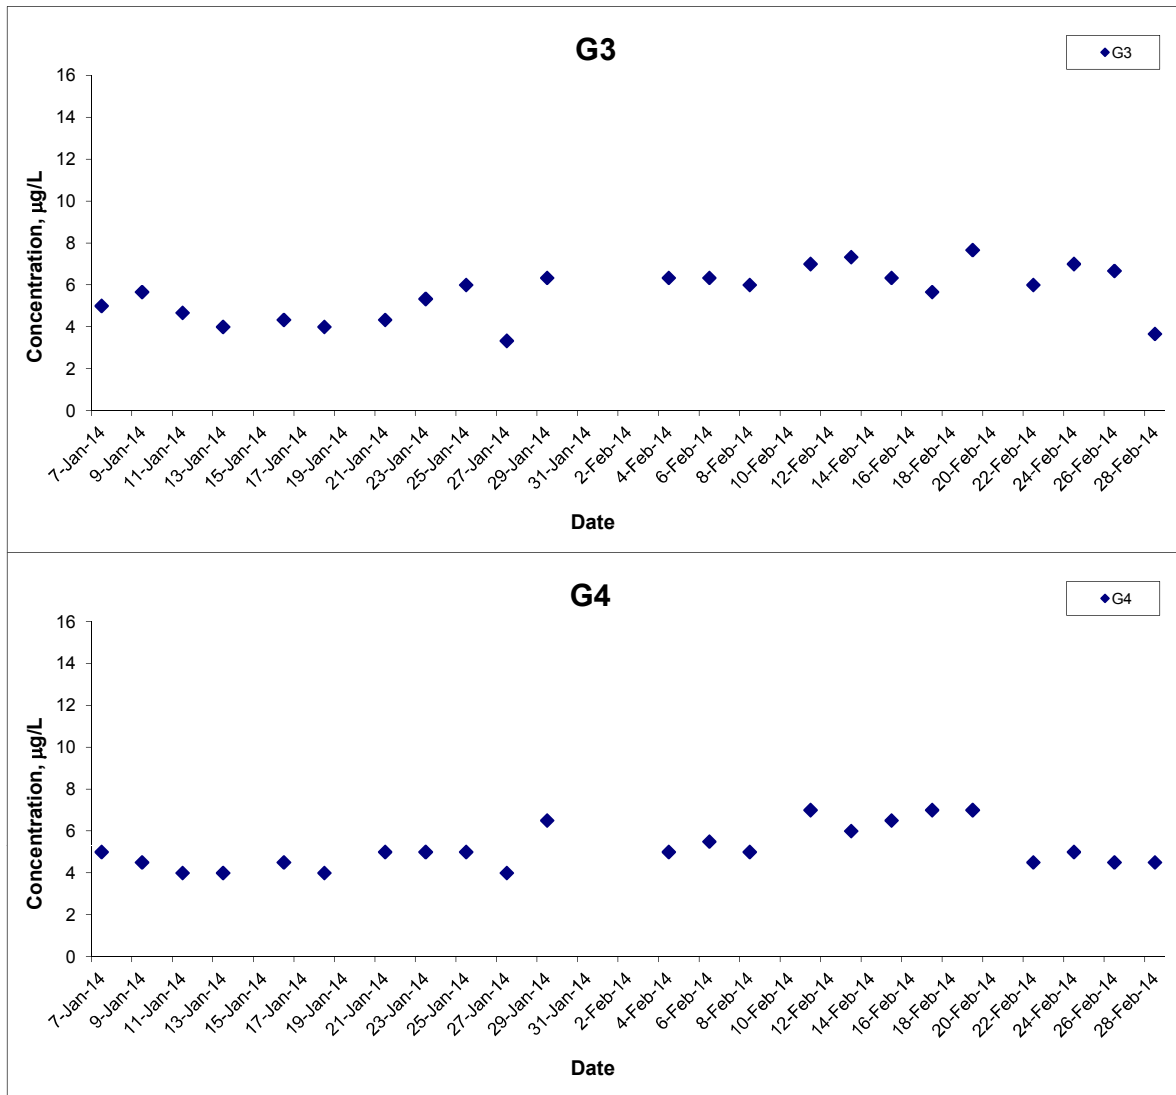 G3
G3
16
14
12
10
8
6
4
2
0
Concentration, µg/L
7-Jan-14
9-Jan-14
11-Jan-14
13-Jan-14
15-Jan-14
17-Jan-14
19-Jan-14
21-Jan-14
23-Jan-14
25-Jan-14
27-Jan-14
29-Jan-14
31-Jan-14
2-Feb-14
4-Feb-14
6-Feb-14
8-Feb-14
10-Feb-14
12-Feb-14
14-Feb-14
16-Feb-14
18-Feb-14
20-Feb-14
22-Feb-14
24-Feb-14
26-Feb-14
28-Feb-14
Date
G4
G4
16
14
12
10
8
6
4
2
0
Concentration, µg/L
7-Jan-14
9-Jan-14
11-Jan-14
13-Jan-14
15-Jan-14
17-Jan-14
19-Jan-14
21-Jan-14
23-Jan-14
25-Jan-14
27-Jan-14
29-Jan-14
31-Jan-14
2-Feb-14
4-Feb-14
6-Feb-14
8-Feb-14
10-Feb-14
12-Feb-14
14-Feb-14
16-Feb-14
18-Feb-14
20-Feb-14
22-Feb-14
24-Feb-14
26-Feb-14
28-Feb-14
Date